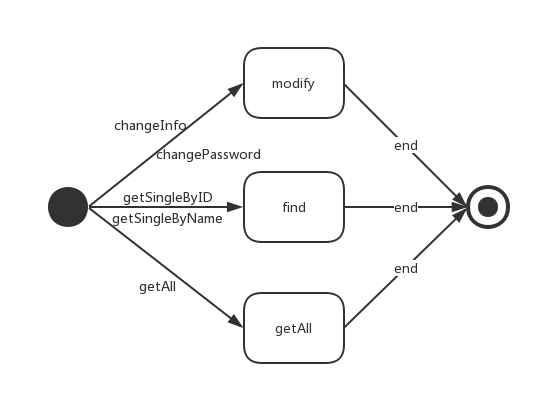 modify
changeInfo
changePassword
end
getSingleByID
getSingleByName
find
end
getAll
end
getAll